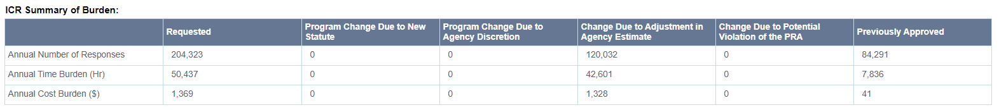 ICR Summary of Burden:
Requested Program Change Due to New Statute Program Change Due to Agency Discretion Change Due to Adjustment in Agency Estimate Change Due to Potential Violation of the PRA Previously Approved
Annual Number of Responses 204,323 0 0 120,032 0 84,291
Annual Time Burden (Hr) 50,437 0 0 42,601 0 7,836
Annual Cost Burden ($) 1,369 0 0 1,328 0 41